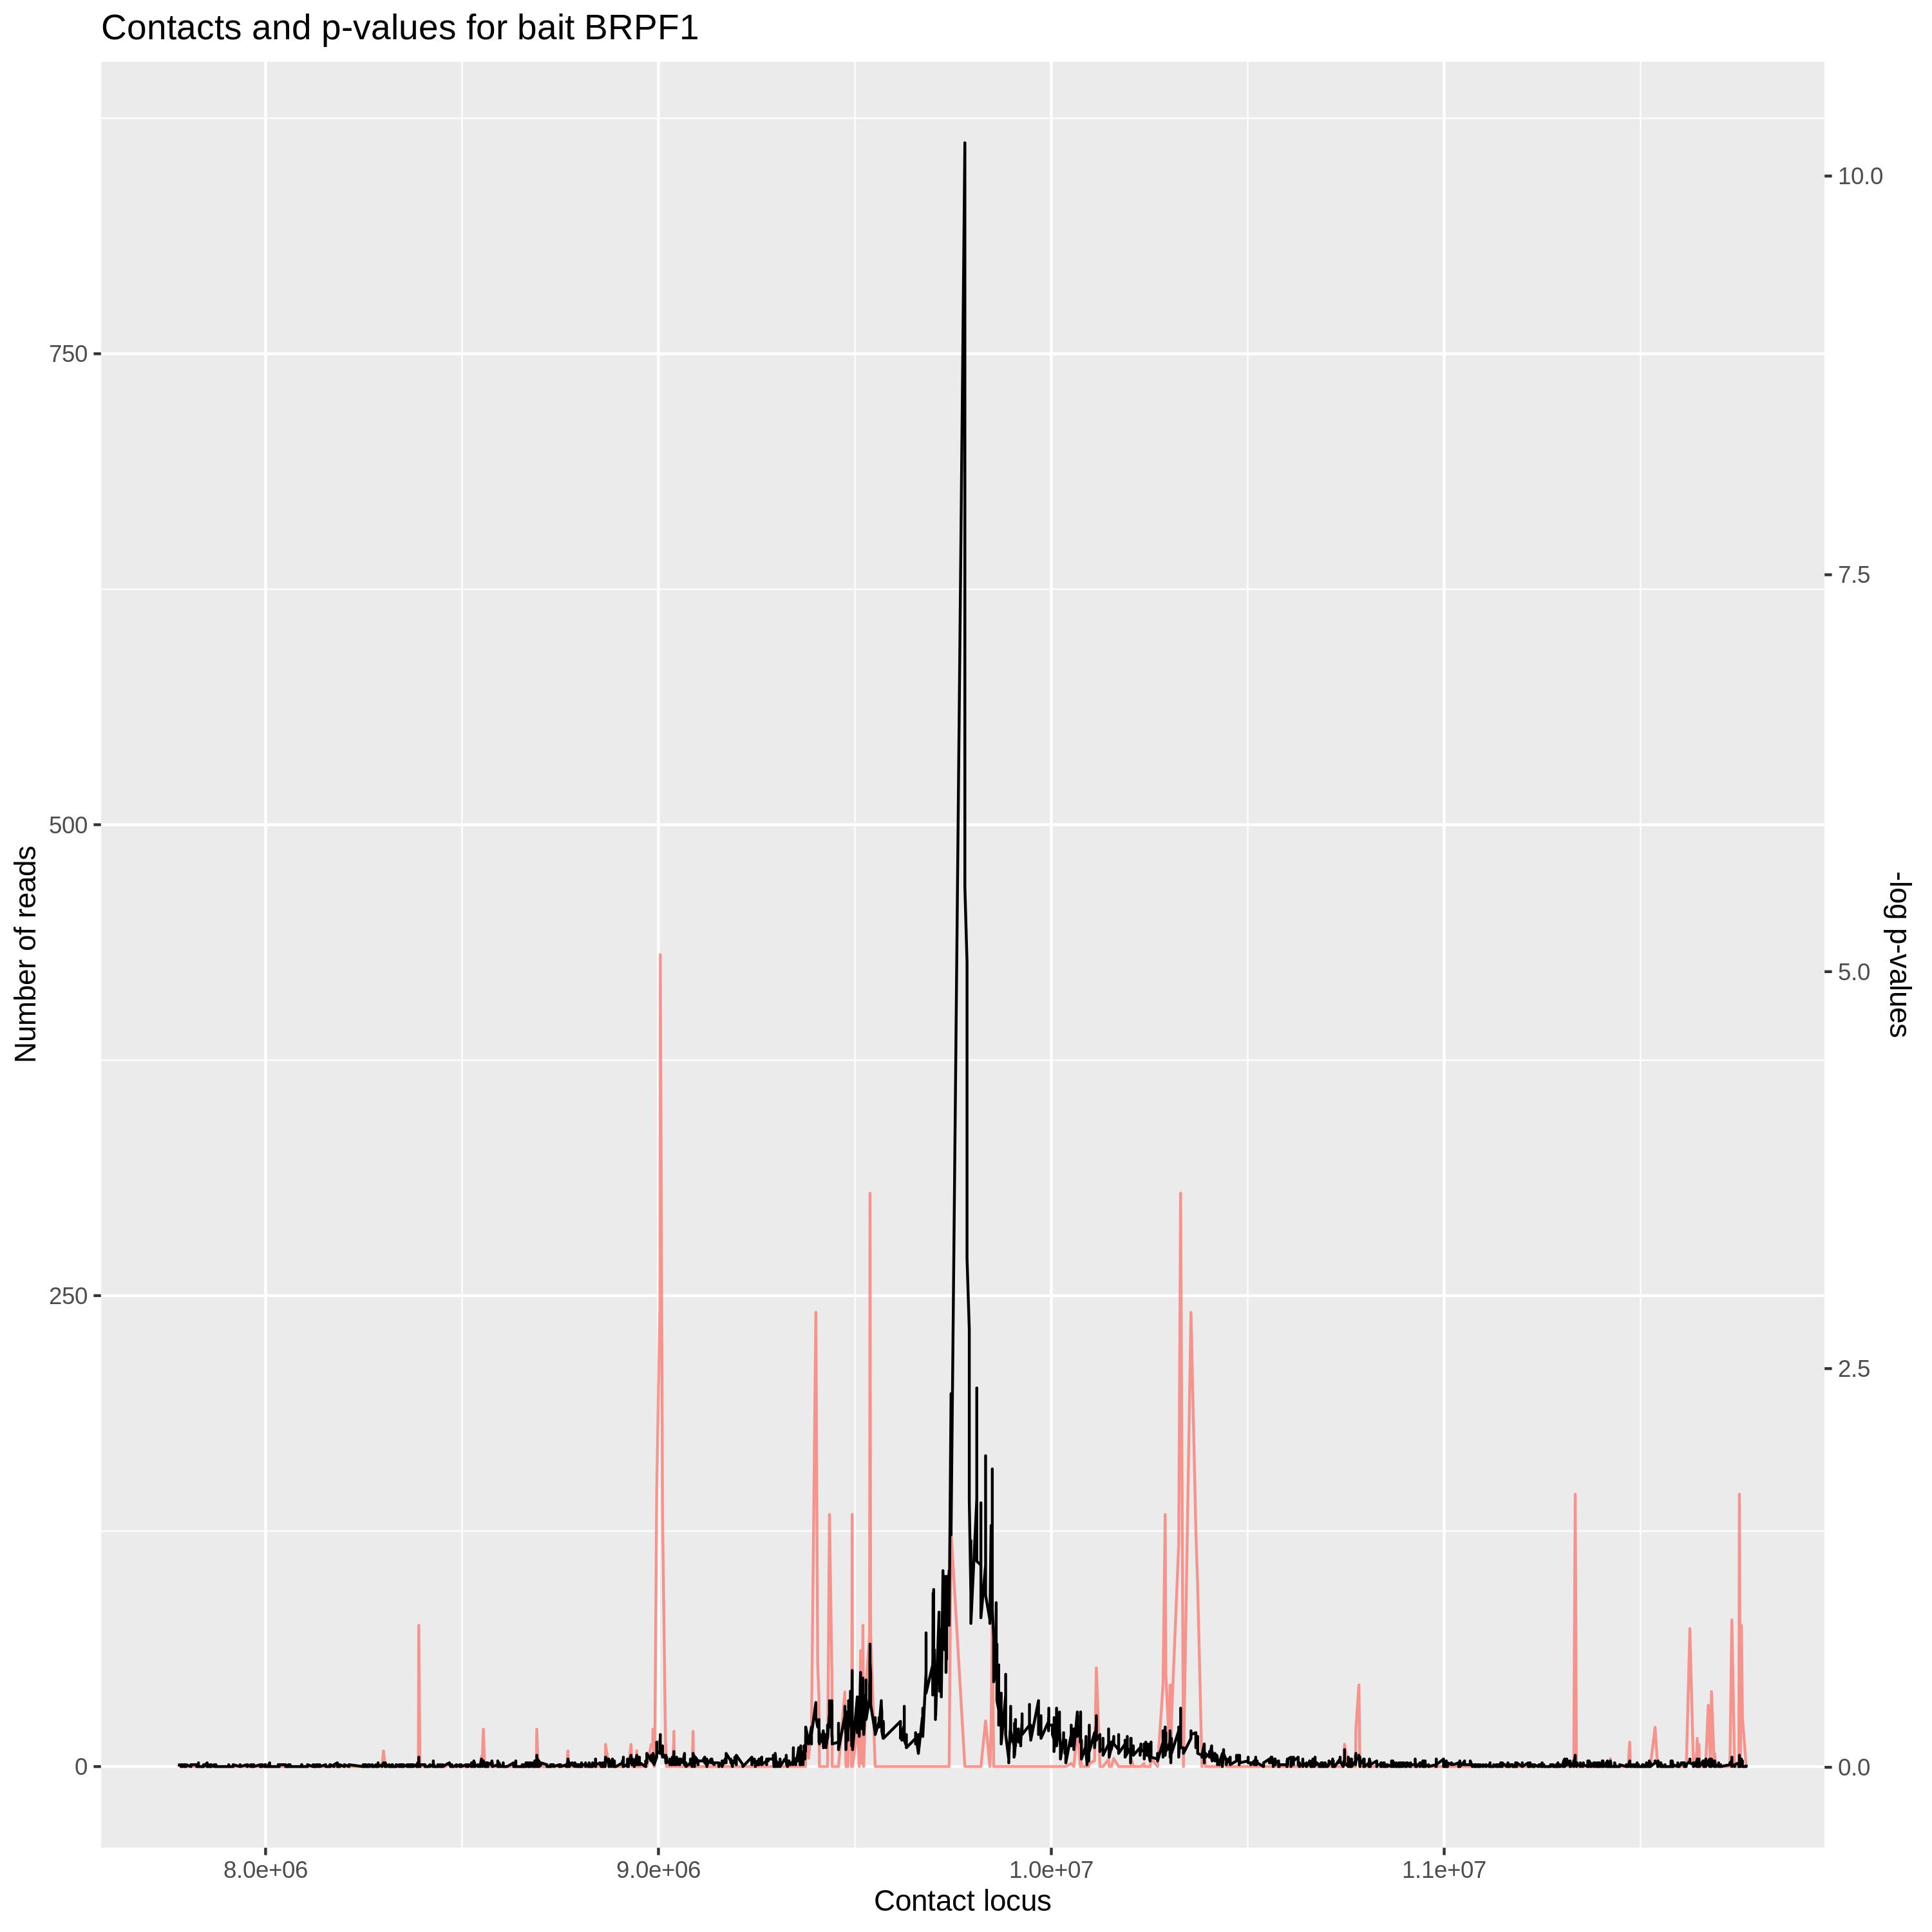 Contacts and p-values for bait BRPF1
10.0
750
7.5
500
Number of reads
-log p-values
5.0
250
2.5
0
0.0
8.0e+06 9.0e+06 1.0e+07 1.1e+07
Contact locus